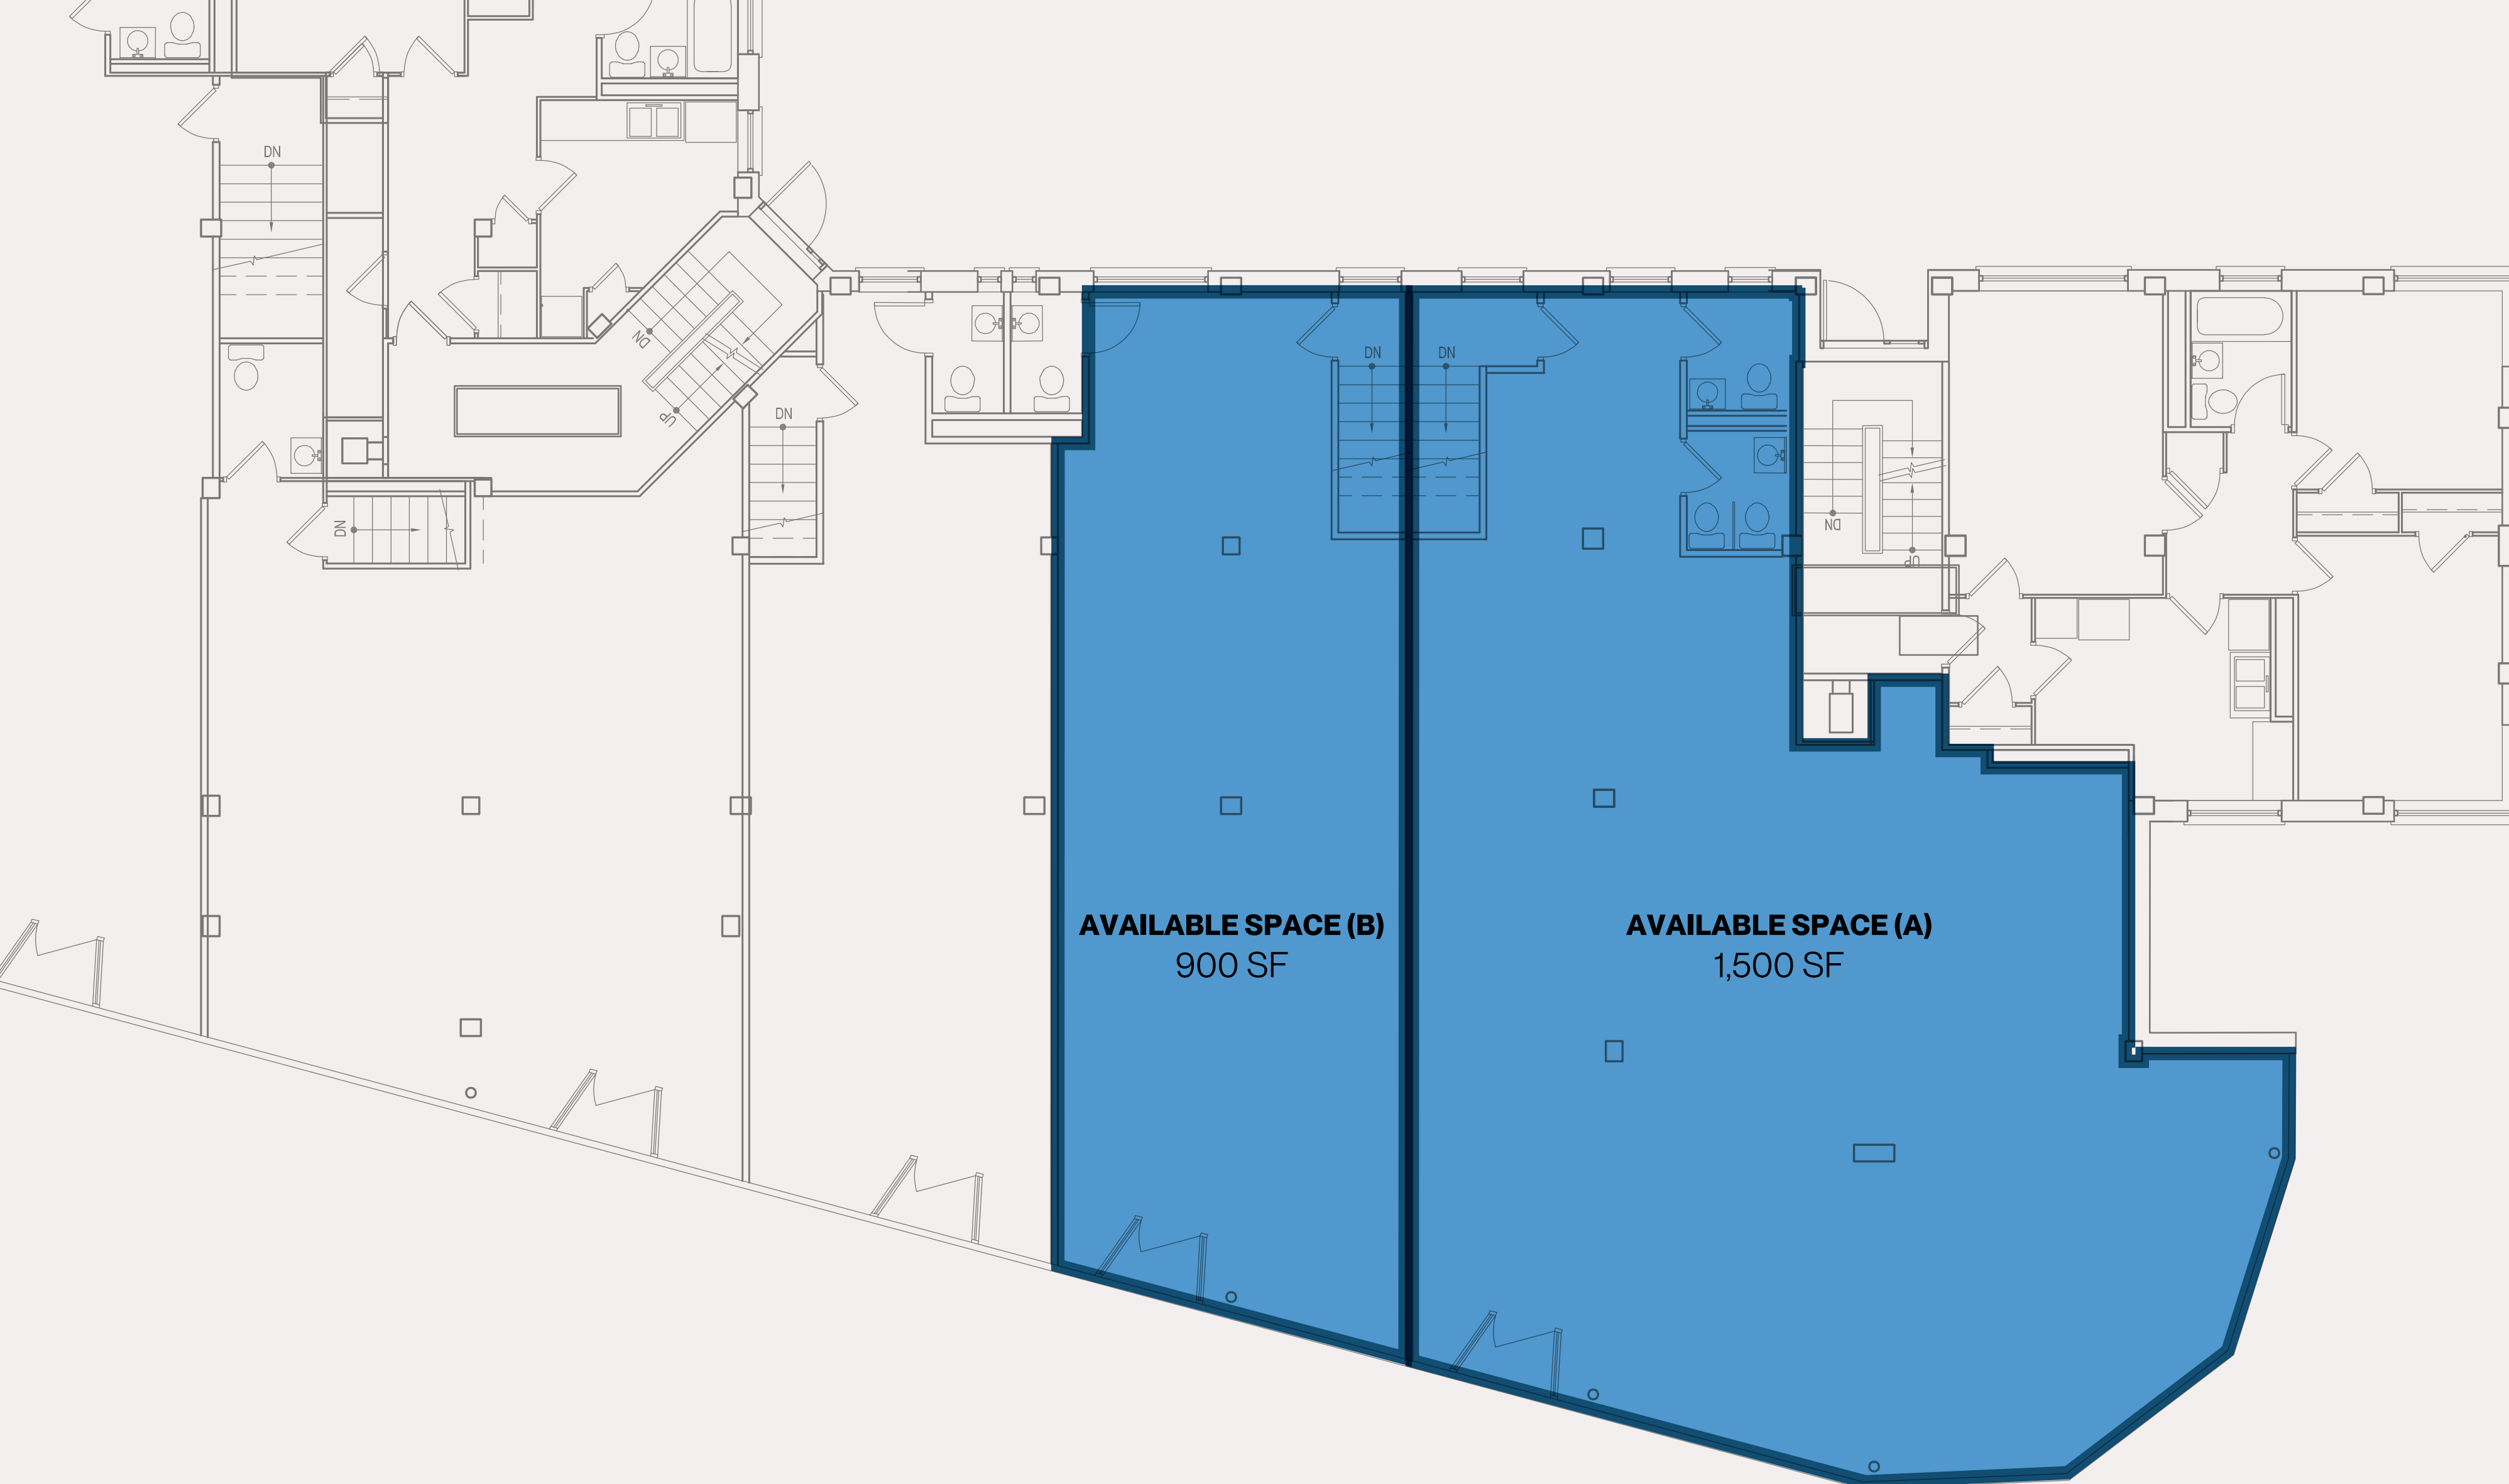 DN
DN
UP
DN
DN
DN
DN
DN
UP
AVAILABLE SPACE (B)
900 SF
AVAILABLE SPACE (A)
1,500 SF